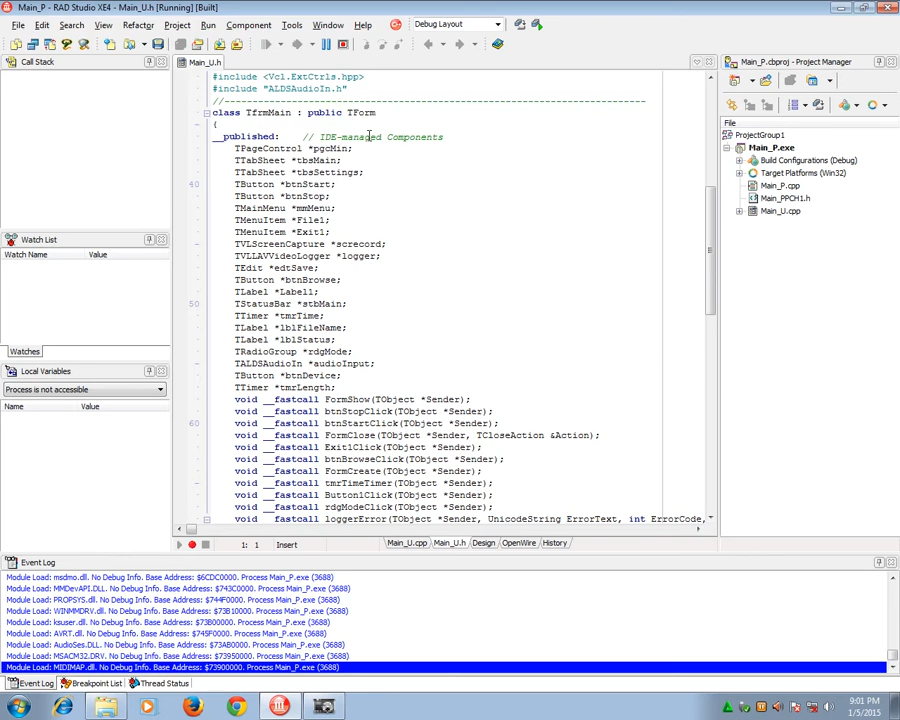 Main_P - RAD Studio XE4 - Main_U.h [Running] [Built]
File Edit Search View Refactor Project Run Component Tools Window Help Debug Layout
Call Stack
Main_U.h
Main_P.cbproj - Project Manager
#include <Vcl.ExtCtrls.hpp>
#include "ALDSAudioIn.h"
//---------------------------------------------------------------------------
class TfrmMain : public TForm
{
__published:    // IDE-managed Components
TPageControl *pgcMin;
TTabSheet *tbsMain;
TTabSheet *tbsSettings;
40 TButton *btnStart;
TButton *btnStop;
TMainMenu *mmMenu;
TMenuItem *File1;
TMenuItem *Exit1;
TVLScreenCapture *screcord;
TVLLAVVideoLogger *logger;
TEdit *edtSave;
TButton *btnBrowse;
TLabel *Label1;
50 TStatusBar *stbMain;
TTimer *tmrTime;
TLabel *lblFileName;
TLabel *lblStatus;
TRadioGroup *rdgMode;
TALDSAudioIn *audioInput;
TButton *btnDevice;
TTimer *tmrLength;
void __fastcall FormShow(TObject *Sender);
void __fastcall btnStopClick(TObject *Sender);
60 void __fastcall btnStartClick(TObject *Sender);
void __fastcall FormClose(TObject *Sender, TCloseAction &Action);
void __fastcall Exit1Click(TObject *Sender);
void __fastcall btnBrowseClick(TObject *Sender);
void __fastcall FormCreate(TObject *Sender);
void __fastcall tmrTimeTimer(TObject *Sender);
void __fastcall Button1Click(TObject *Sender);
void __fastcall rdgModeClick(TObject *Sender);
void __fastcall loggerError(TObject *Sender, UnicodeString ErrorText, int ErrorCode,
File
ProjectGroup1
Main_P.exe
Build Configurations (Debug)
Target Platforms (Win32)
Main_P.cpp
Main_PPCH1.h
Main_U.cpp
Watch List
Watch Name Value
Watches
Local Variables
Process is not accessible
Name Value
1: 1 Insert
Main_U.cpp Main_U.h Design OpenWire History
Event Log
Module Load: msdmo.dll. No Debug Info. Base Address: $6CDC0000. Process Main_P.exe (3688)
Module Load: MMDevAPI.DLL. No Debug Info. Base Address: $743C0000. Process Main_P.exe (3688)
Module Load: PROPSYS.dll. No Debug Info. Base Address: $744F0000. Process Main_P.exe (3688)
Module Load: WINMMDRV.dll. No Debug Info. Base Address: $73B10000. Process Main_P.exe (3688)
Module Load: ksuser.dll. No Debug Info. Base Address: $73B00000. Process Main_P.exe (3688)
Module Load: AVRT.dll. No Debug Info. Base Address: $745F0000. Process Main_P.exe (3688)
Module Load: AudioSes.DLL. No Debug Info. Base Address: $73AB0000. Process Main_P.exe (3688)
Module Load: MSACM32.DRV. No Debug Info. Base Address: $73950000. Process Main_P.exe (3688)
Module Load: MIDIMAP.dll. No Debug Info. Base Address: $73900000. Process Main_P.exe (3688)
Event Log Breakpoint List Thread Status
9:01 PM
1/5/2015